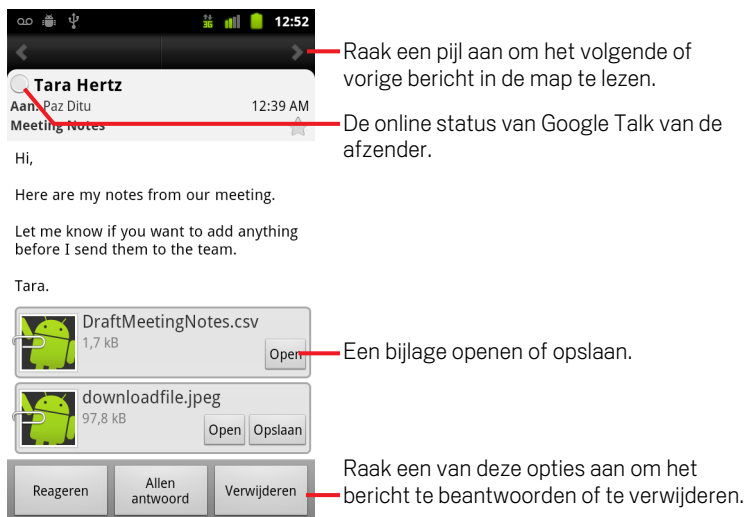 3G 12:52
Raak een pijl aan om het volgende of
vorige bericht in de map te lezen.
Tara Hertz
Aan: Paz Ditu 12:39 AM
Meeting Notes
De online status van Google Talk van de
afzender.
Hi,
Here are my notes from our meeting.
Let me know if you want to add anything
before I send them to the team.
Tara.
DraftMeetingNotes.csv
1,7 kB
Open
Een bijlage openen of opslaan.
downloadfile.jpeg
97,8 kB
Open Opslaan
Reageren
Allen
antwoord
Verwijderen
Raak een van deze opties aan om het
bericht te beantwoorden of te verwijderen.